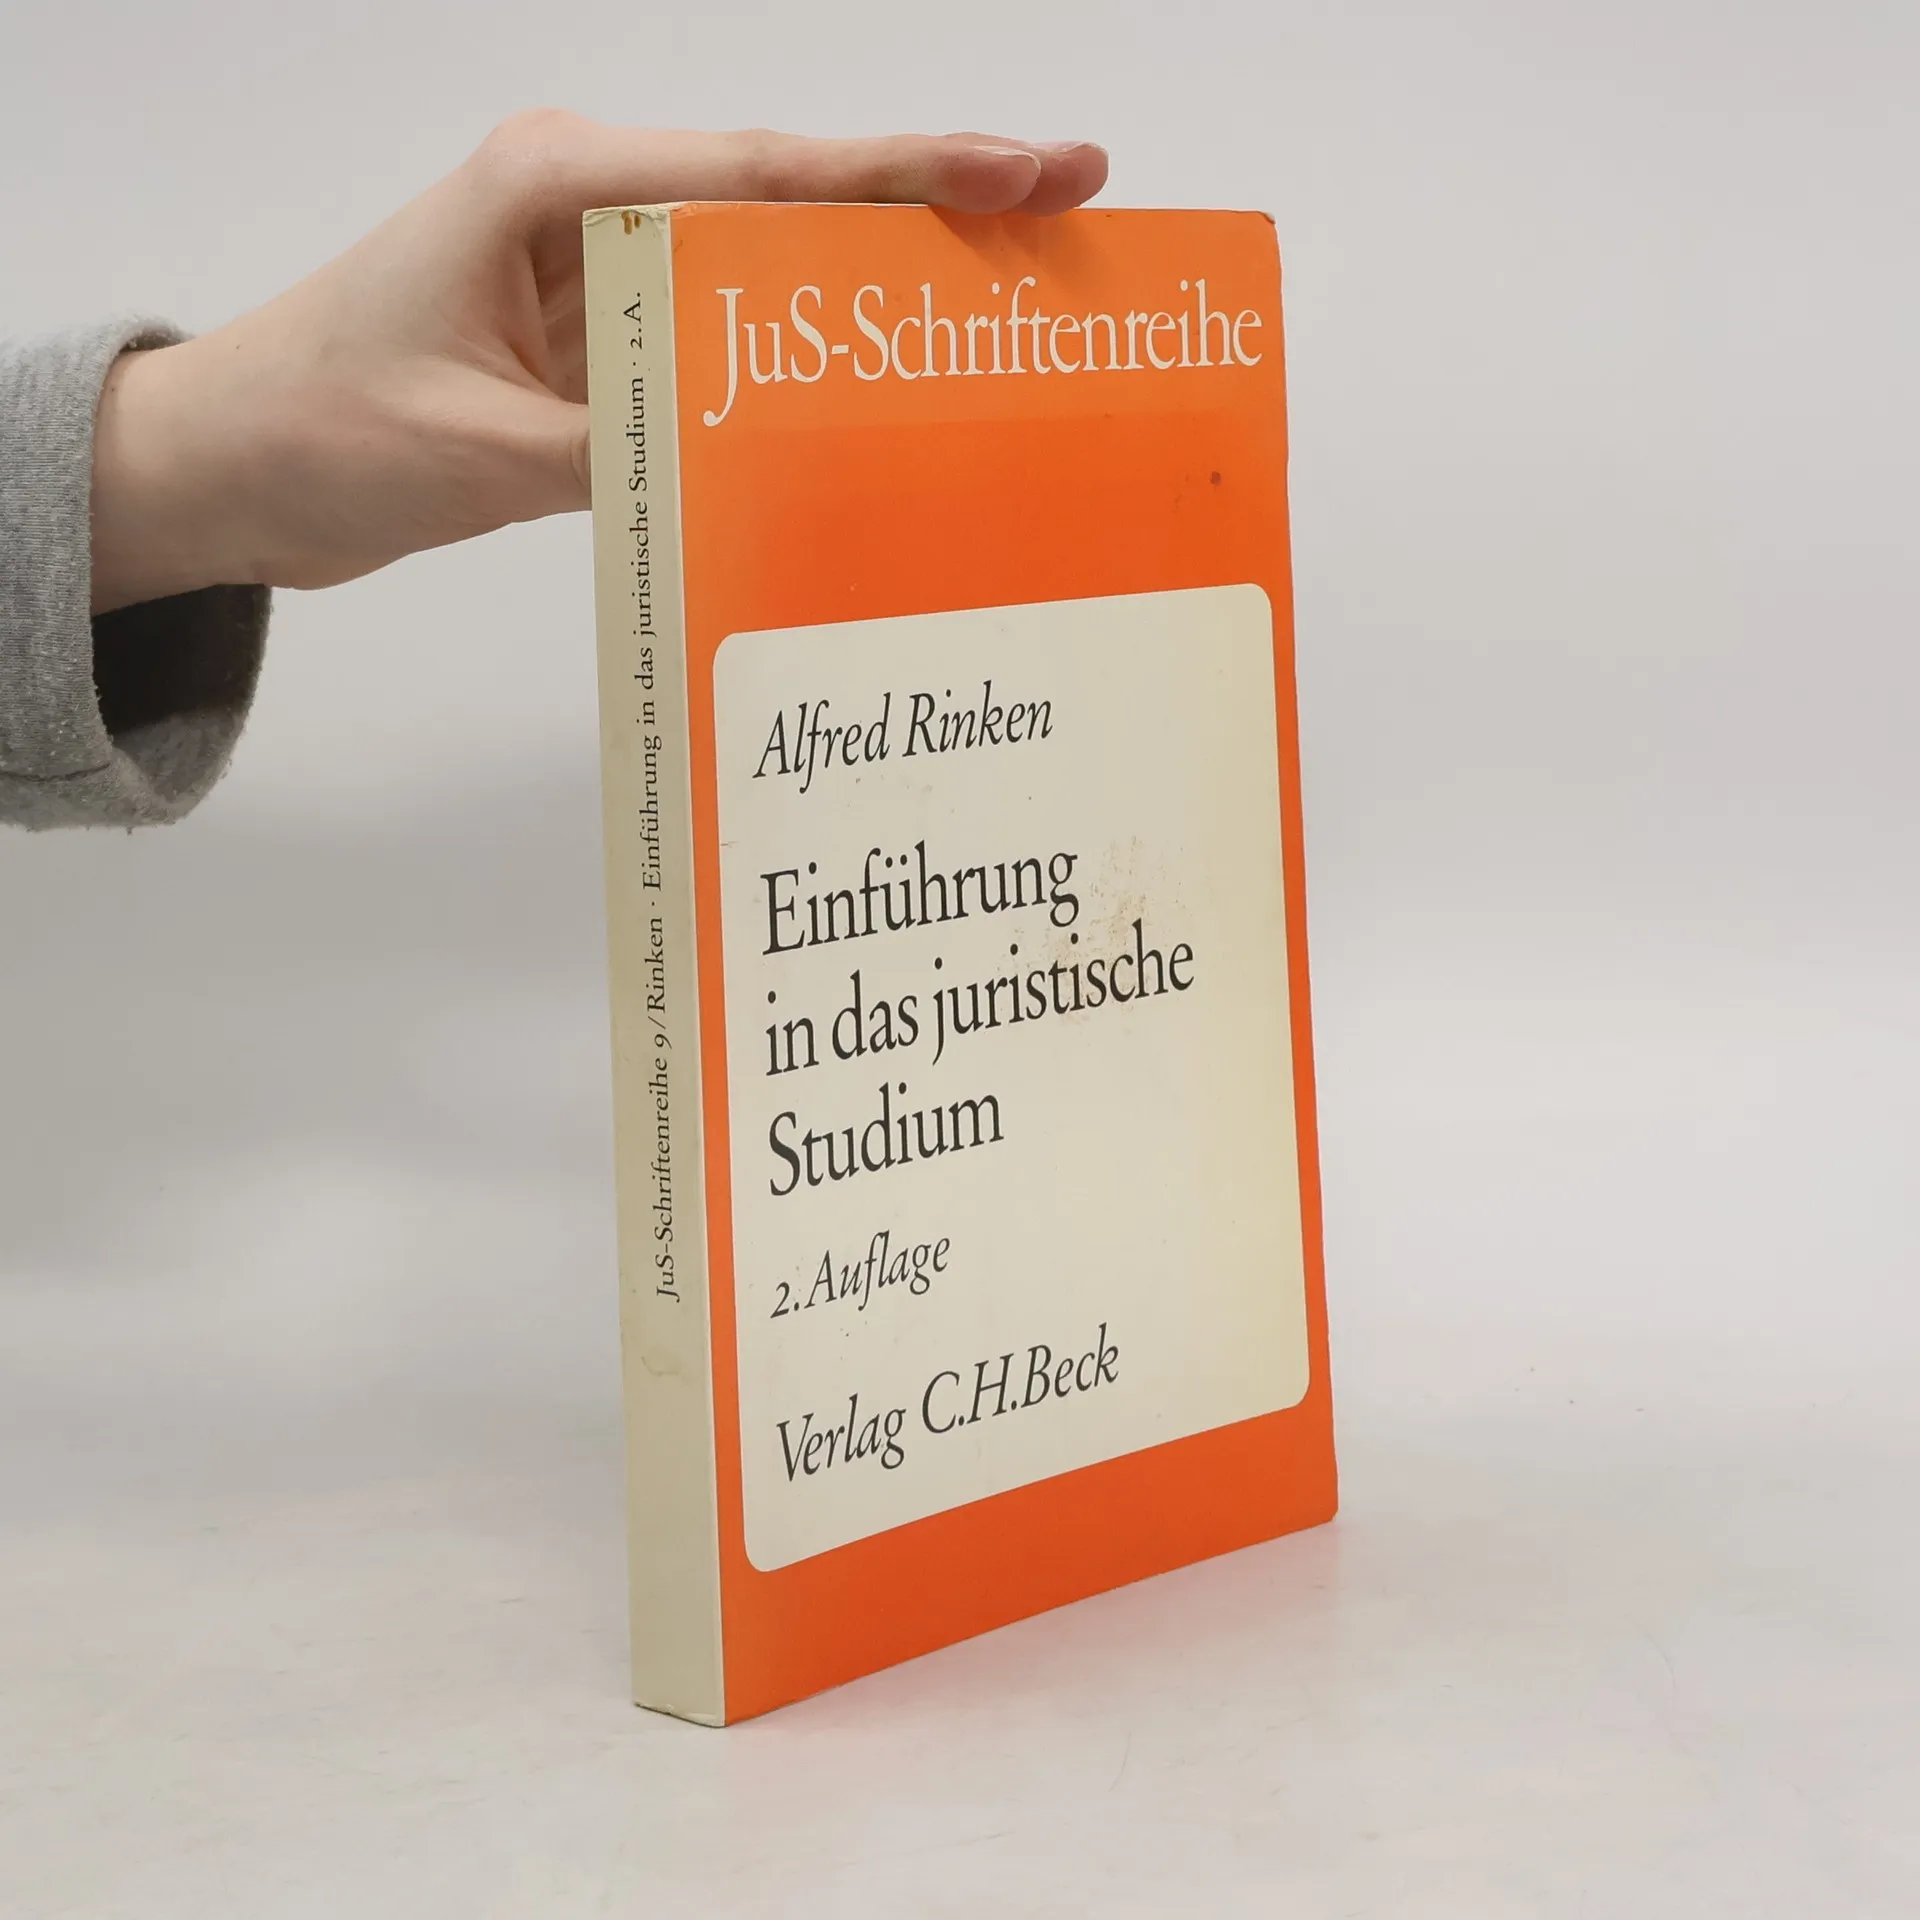 JuS-Schriftenreihe 9/Rinken · Einführung in das juristische Studium · 2.A.
JuS-Schriftenreihe
Alfred Rinken
Einführung
in das juristische
Studium
2. Auflage
Verlag C.H.Beck